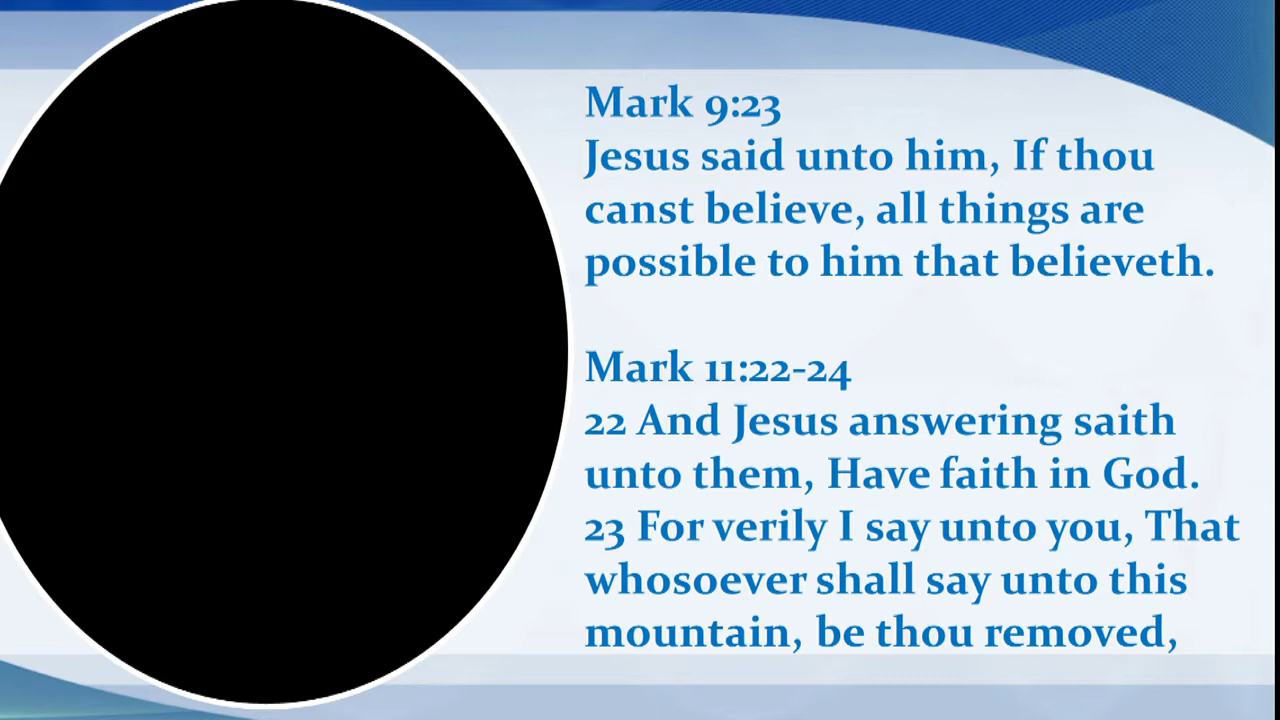 Mark 9:23
Jesus said unto him, If thou
canst believe, all things are
possible to him that believeth.
Mark 11:22-24
22 And Jesus answering saith
unto them, Have faith in God.
23 For verily I say unto you, That
whosoever shall say unto this
mountain, be thou removed,